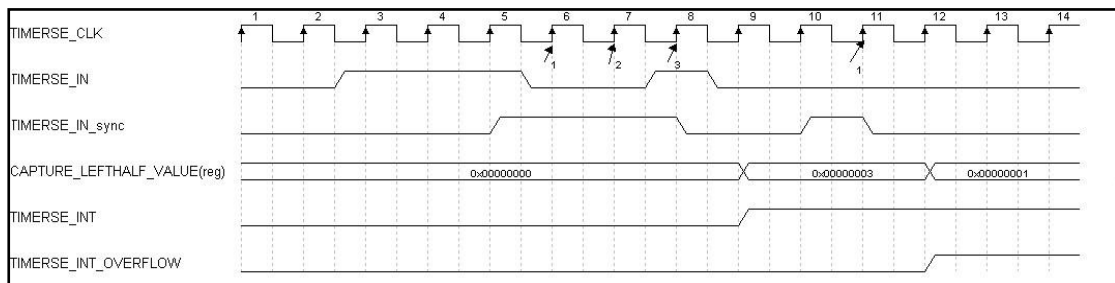 1 2 3 4 5 6 7 8 9 10 11 12 13 14
TIMERSE_CLK
1 2 3 1
TIMERSE_IN
TIMERSE_IN_sync
CAPTURE_LEFTHALF_VALUE(reg) 0x00000000 0x00000003 0x00000001
TIMERSE_INT
TIMERSE_INT_OVERFLOW